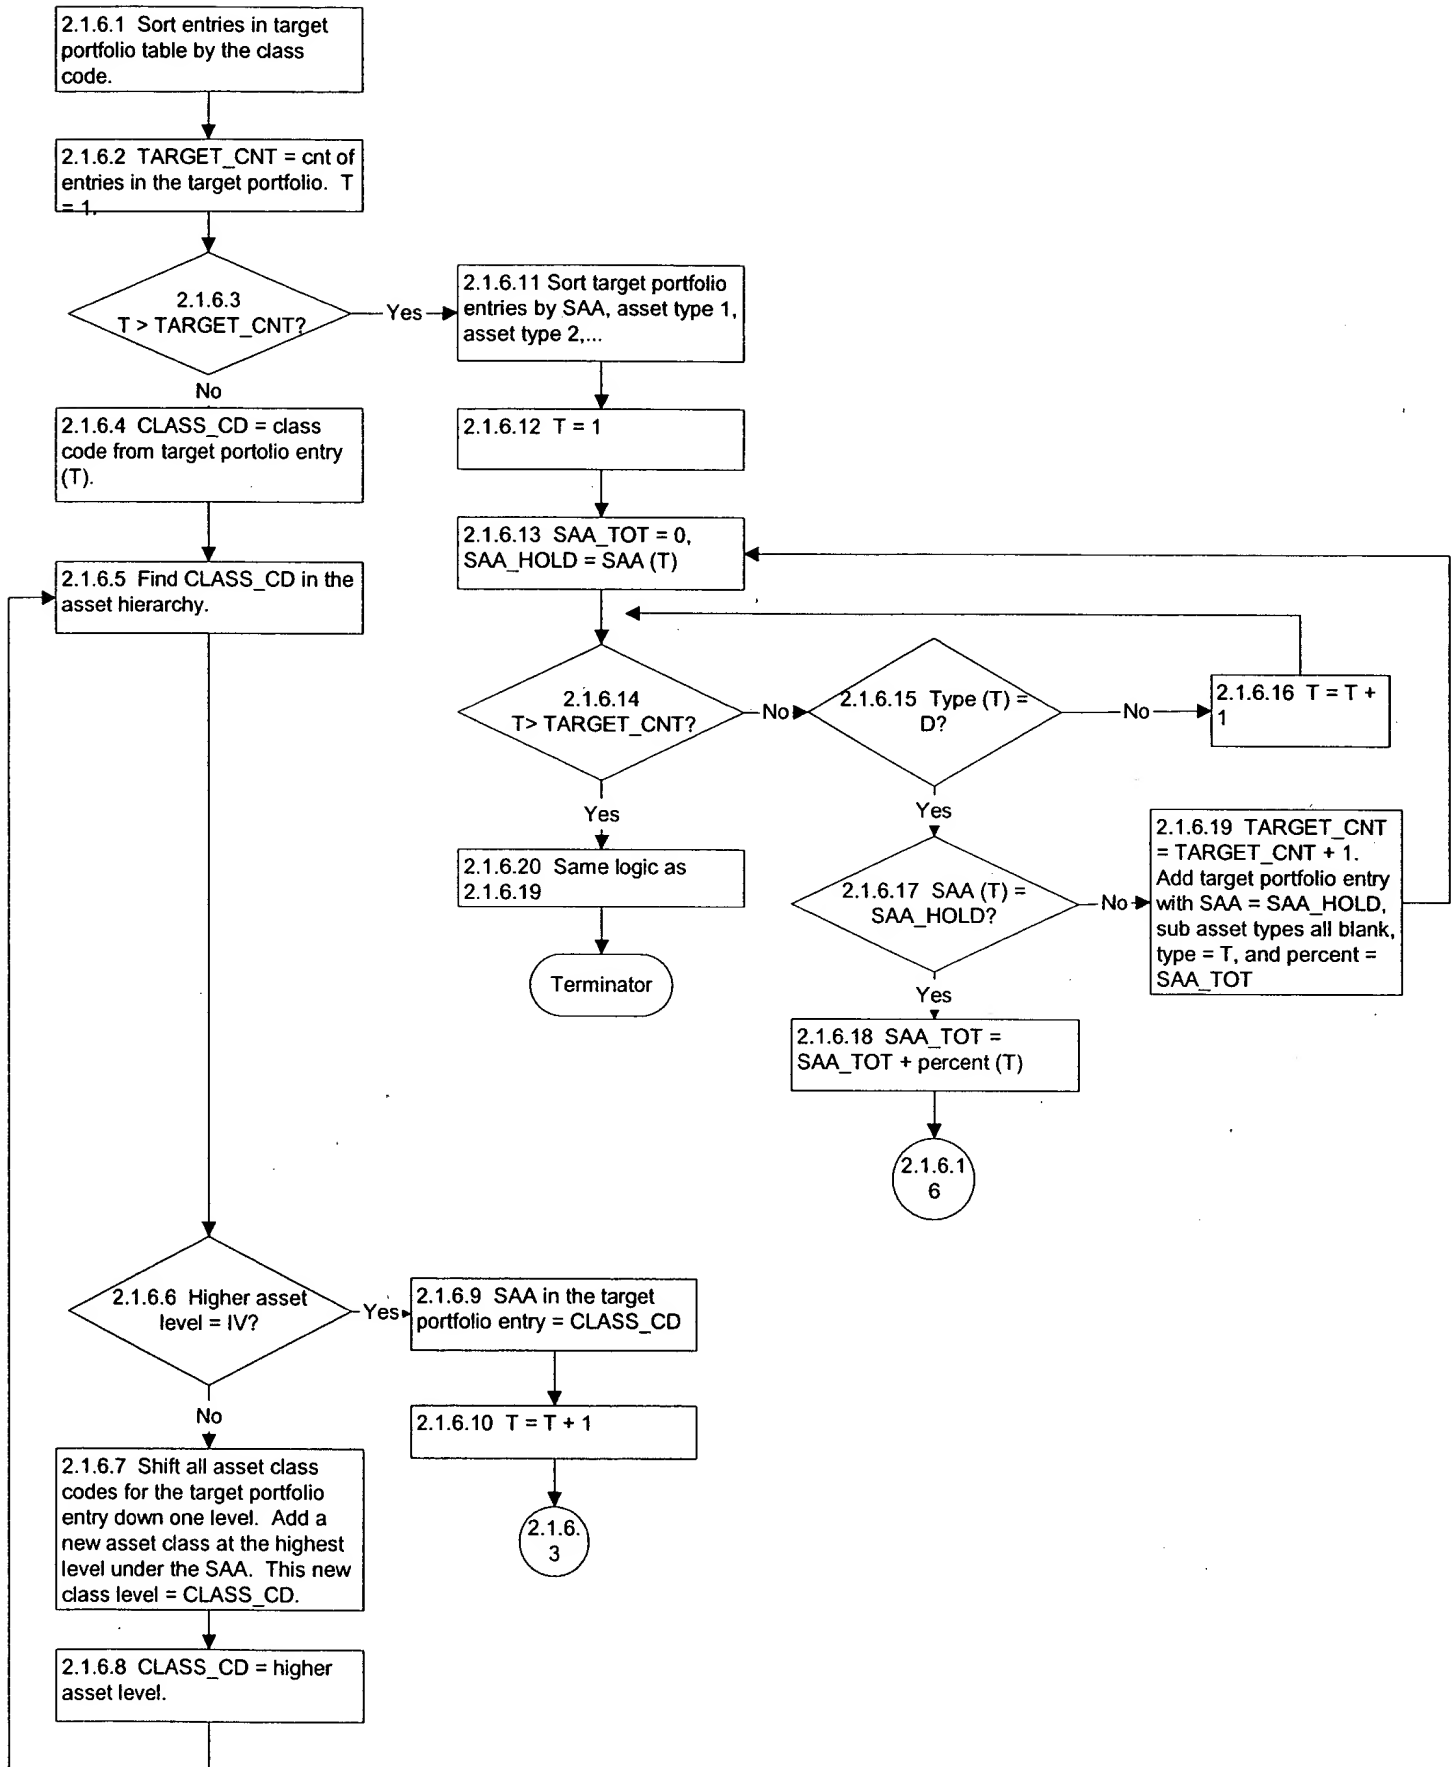 2.1.6.1 Sort entries in target
portfolio table by the class
code.
2.1.6.2 TARGET_CNT = cnt of
entries in the target portfolio. T
= 1.
2.1.6.3
T > TARGET_CNT?
Yes
No
2.1.6.4 CLASS_CD = class
code from target portolio entry
(T).
2.1.6.5 Find CLASS_CD in the
asset hierarchy.
2.1.6.11 Sort target portfolio
entries by SAA, asset type 1,
asset type 2,...
2.1.6.12 T = 1
2.1.6.13 SAA_TOT = 0,
SAA_HOLD = SAA (T)
2.1.6.14
T> TARGET_CNT?
No
2.1.6.15 Type (T) =
D?
No
2.1.6.16 T = T +
1
Yes
2.1.6.20 Same logic as
2.1.6.19
Terminator
Yes
2.1.6.17 SAA (T) =
SAA_HOLD?
No
2.1.6.19 TARGET_CNT
= TARGET_CNT + 1.
Add target portfolio entry
with SAA = SAA_HOLD,
sub asset types all blank,
type = T, and percent =
SAA_TOT
Yes
2.1.6.18 SAA_TOT =
SAA_TOT + percent (T)
2.1.6.1
6
2.1.6.6 Higher asset
level = IV?
Yes
2.1.6.9 SAA in the target
portfolio entry = CLASS_CD
2.1.6.10 T = T + 1
2.1.6.
3
No
2.1.6.7 Shift all asset class
codes for the target portfolio
entry down one level. Add a
new asset class at the highest
level under the SAA. This new
class level = CLASS_CD.
2.1.6.8 CLASS_CD = higher
asset level.